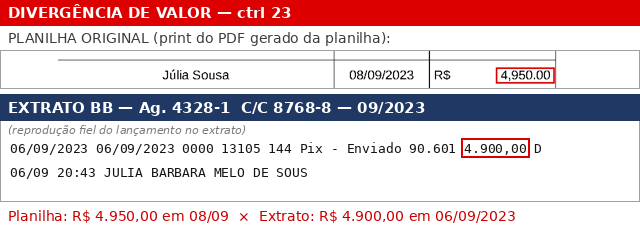 DIVERGÊNCIA DE VALOR — ctrl 23
PLANILHA ORIGINAL (print do PDF gerado da planilha):
Júlia Sousa 08/09/2023 R$ 4,950.00
EXTRATO BB — Ag. 4328-1 C/C 8768-8 — 09/2023
(reprodução fiel do lançamento no extrato)
06/09/2023 06/09/2023 0000 13105 144 Pix - Enviado 90.601 4.900,00 D
06/09 20:43 JULIA BARBARA MELO DE SOUS
Planilha: R$ 4.950,00 em 08/09 × Extrato: R$ 4.900,00 em 06/09/2023